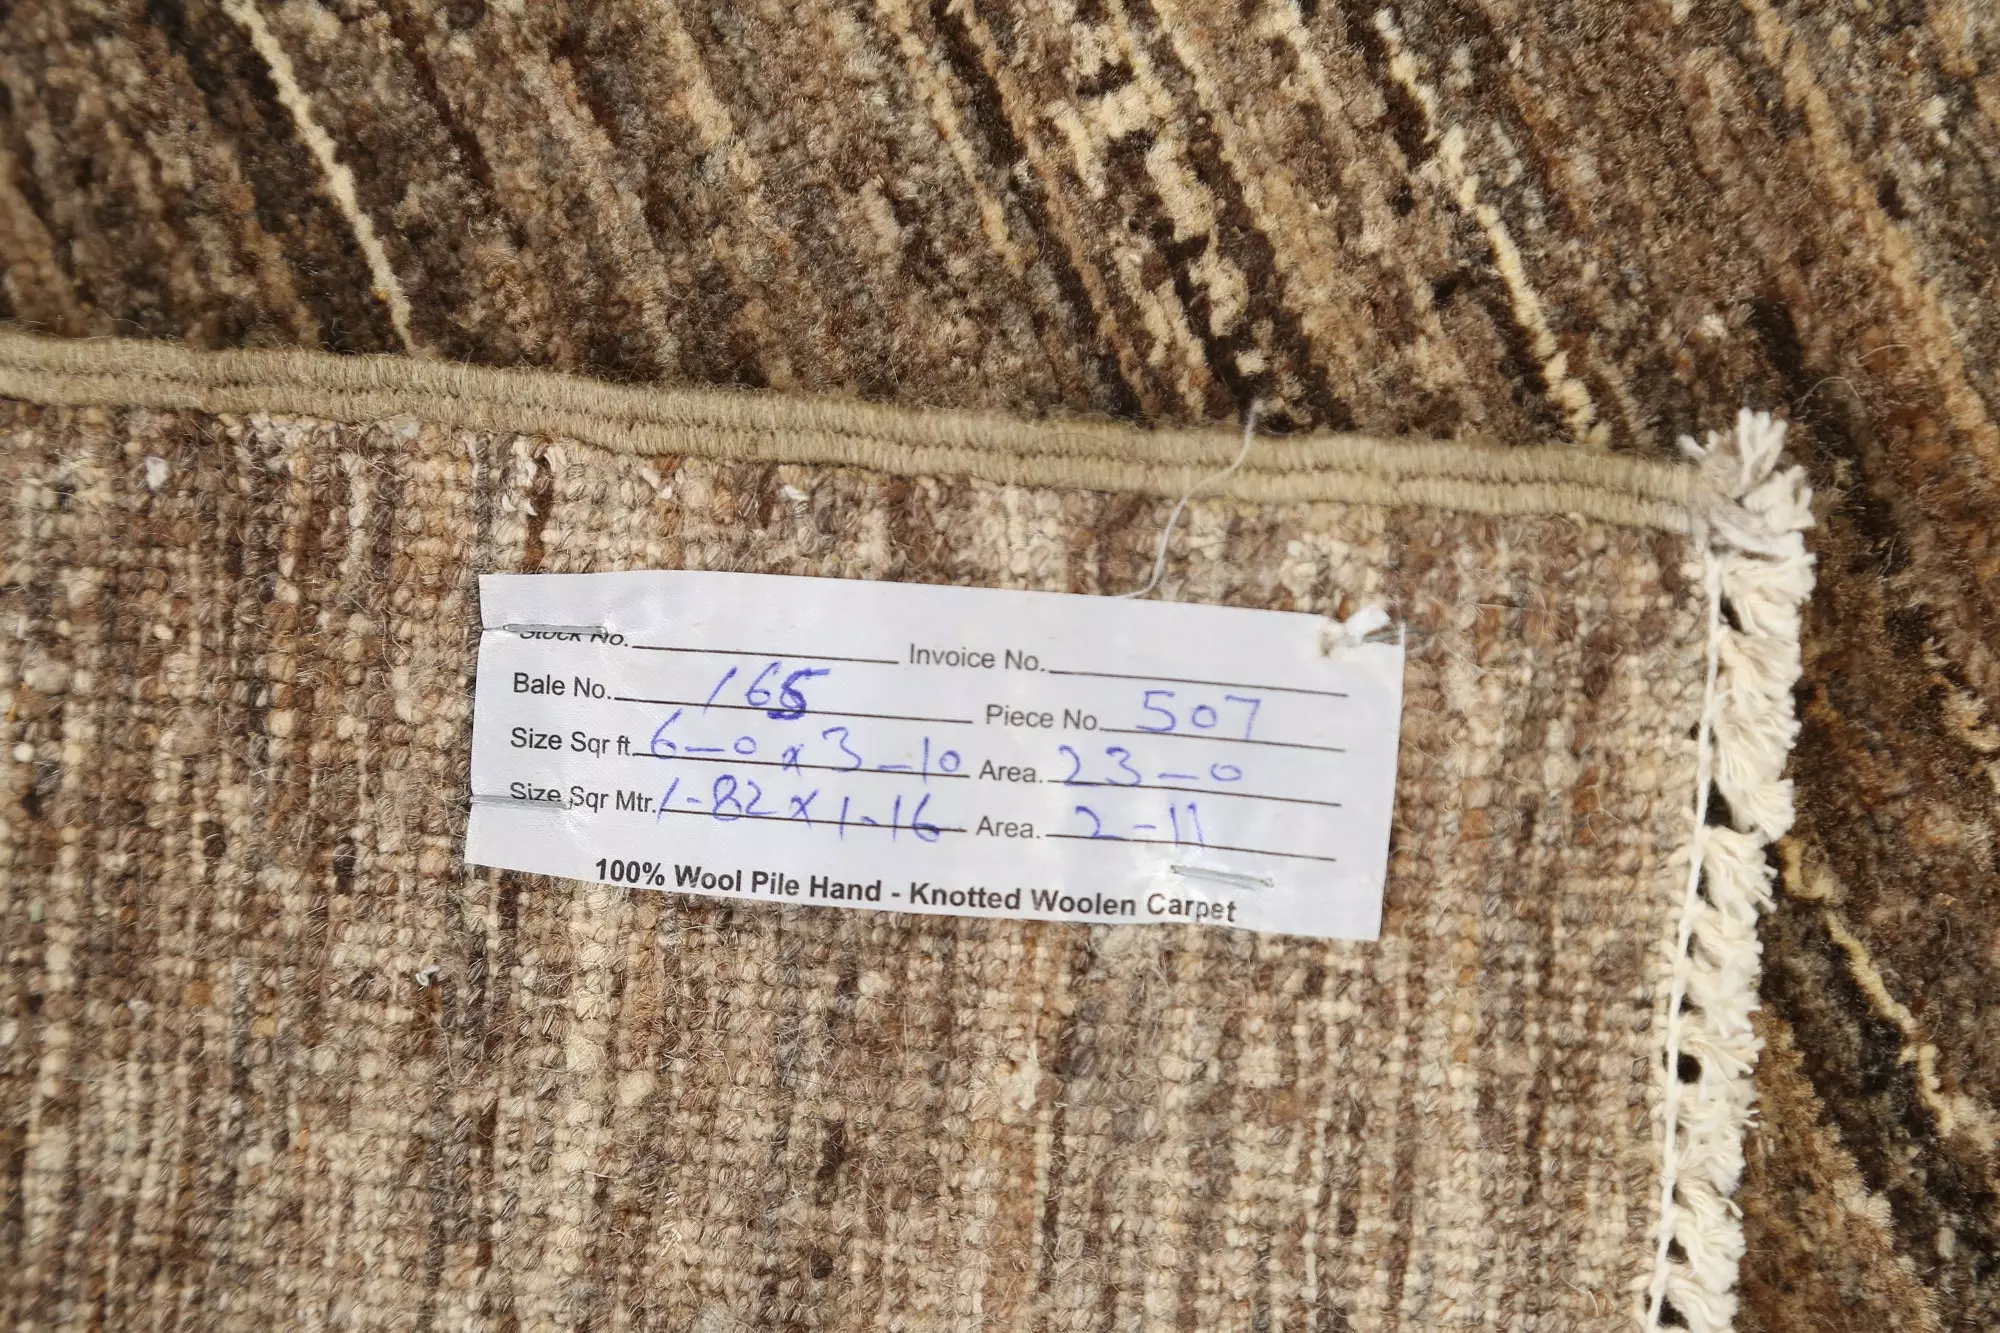 Stock No. Invoice No.
Bale No. 165 Piece No. 507
Size Sqr ft. 6-0 x 3-10 Area. 23-0
Size Sqr Mtr. 1-82 x 1-16 Area. 2-11
100% Wool Pile Hand - Knotted Woolen Carpet